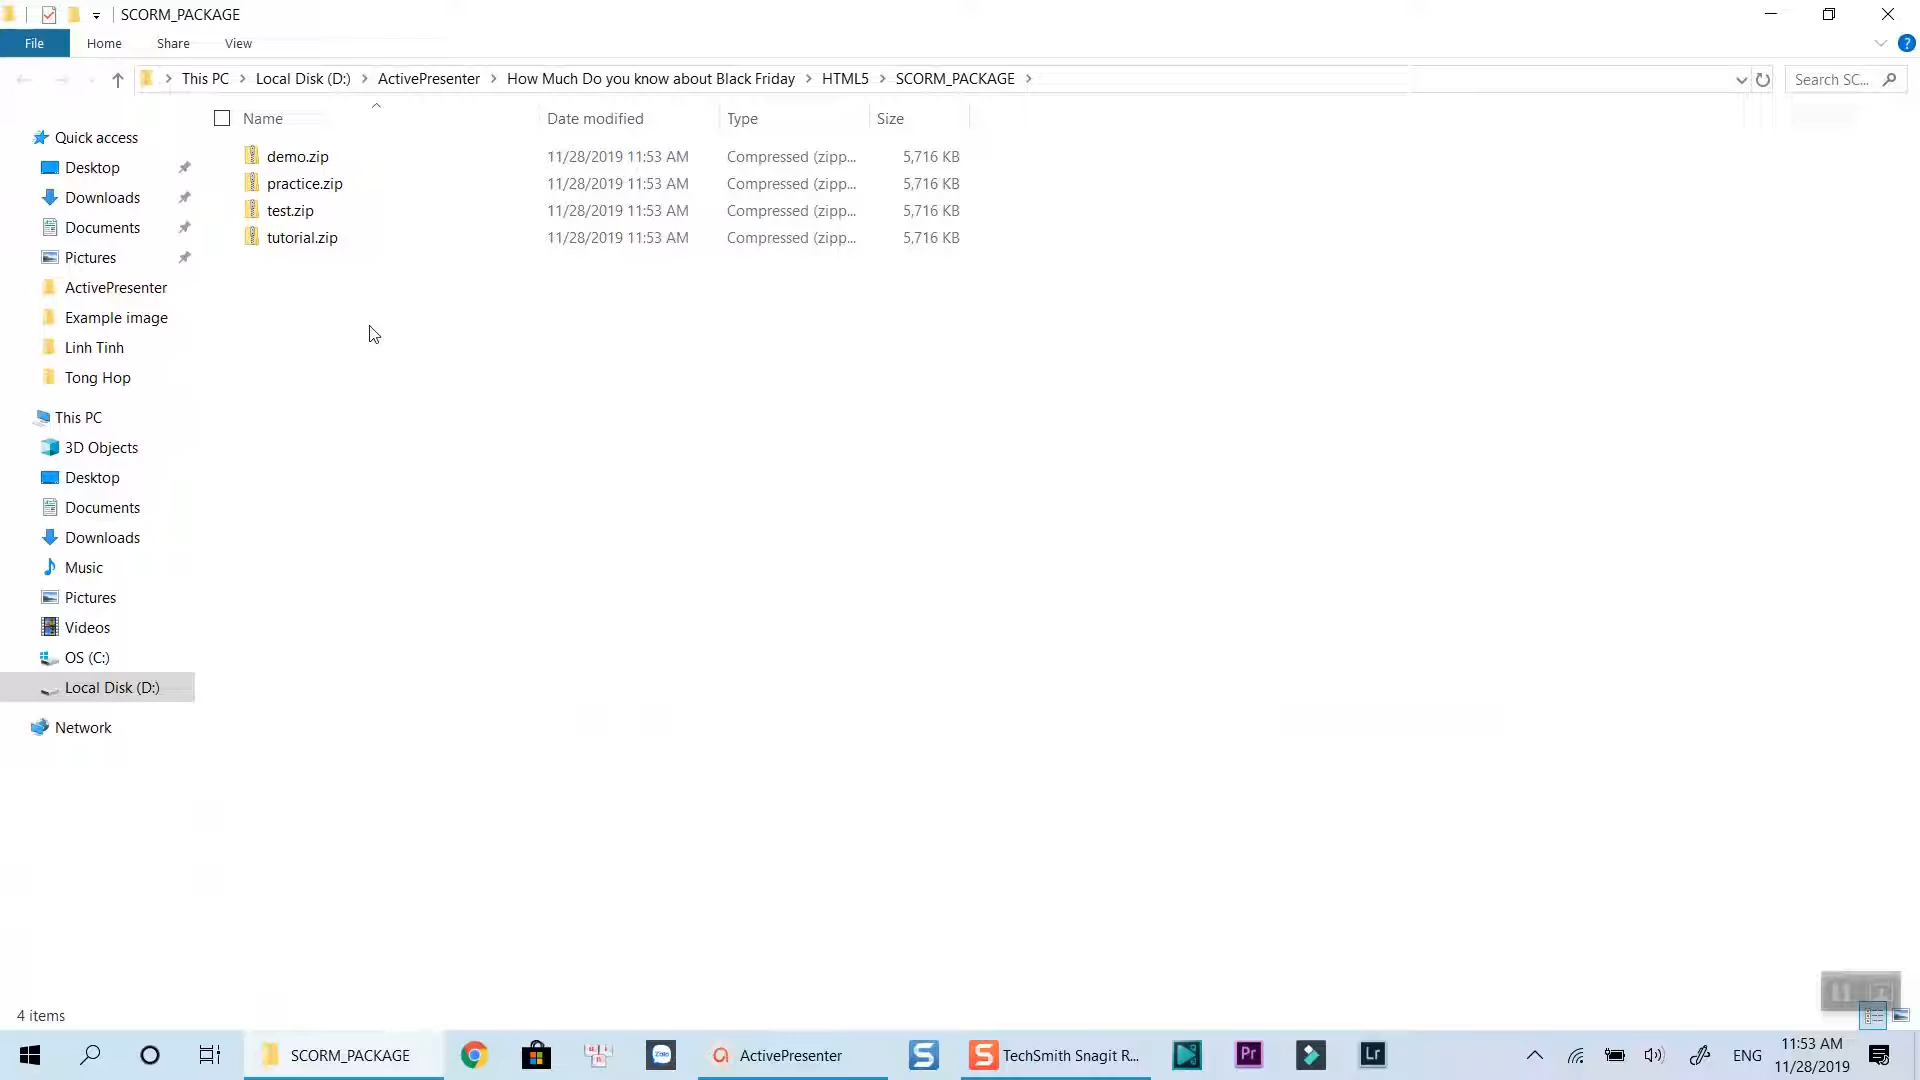 SCORM_PACKAGE
File Home Share View
This PC Local Disk (D:) ActivePresenter How Much Do you know about Black Friday HTML5 SCORM_PACKAGE
Search SC...
Name Date modified Type Size
demo.zip 11/28/2019 11:53 AM Compressed (zipp... 5,716 KB
practice.zip 11/28/2019 11:53 AM Compressed (zipp... 5,716 KB
test.zip 11/28/2019 11:53 AM Compressed (zipp... 5,716 KB
tutorial.zip 11/28/2019 11:53 AM Compressed (zipp... 5,716 KB
Quick access
Desktop
Downloads
Documents
Pictures
ActivePresenter
Example image
Linh Tinh
Tong Hop
This PC
3D Objects
Desktop
Documents
Downloads
Music
Pictures
Videos
OS (C:)
Local Disk (D:)
Network
4 items
SCORM_PACKAGE
Zalo
ActivePresenter
S
S
TechSmith Snagit R...
Pr
Lr
ENG
11:53 AM
11/28/2019